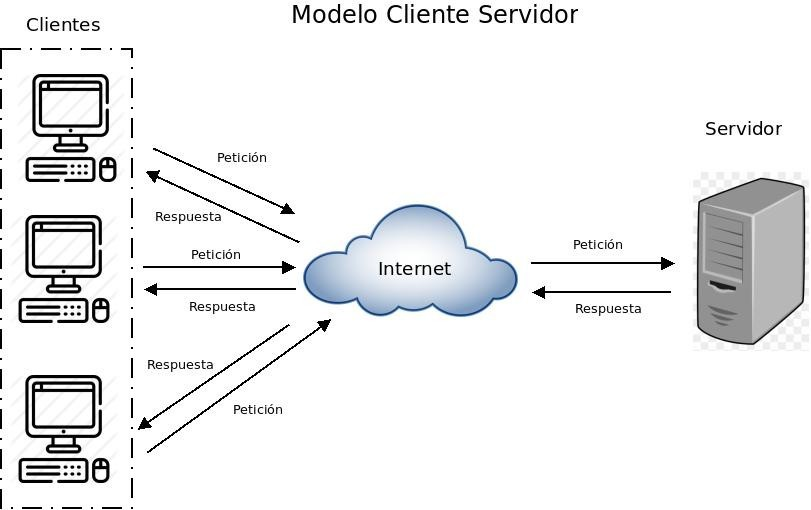 Modelo Cliente Servidor
Clientes
Servidor
Petición
Respuesta
Petición
Respuesta
Respuesta
Petición
Internet
Petición
Respuesta